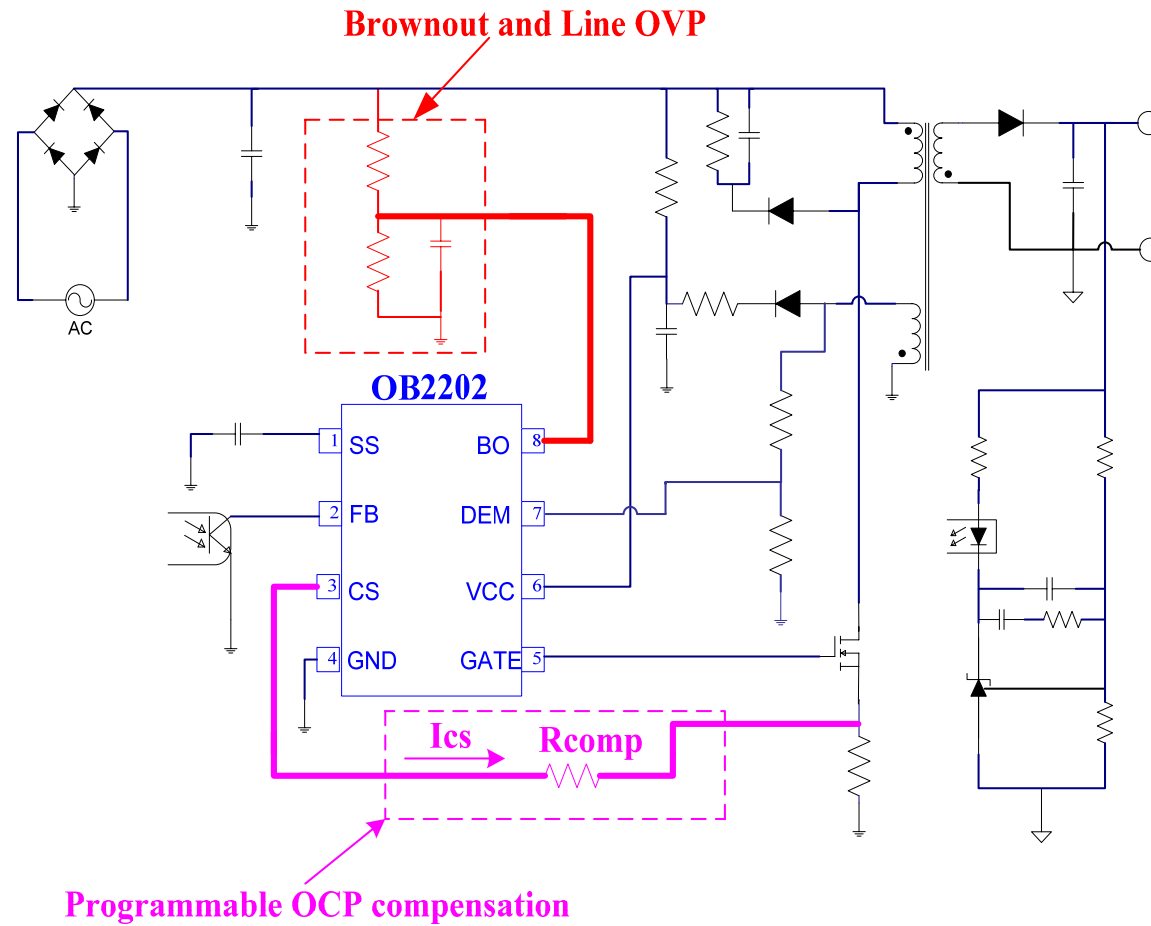 Brownout and Line OVP
AC
OB2202
1 SS
BO 8
2 FB
DEM 7
3 CS
VCC 6
4 GND
GATE 5
Ics
Rcomp
Programmable OCP compensation